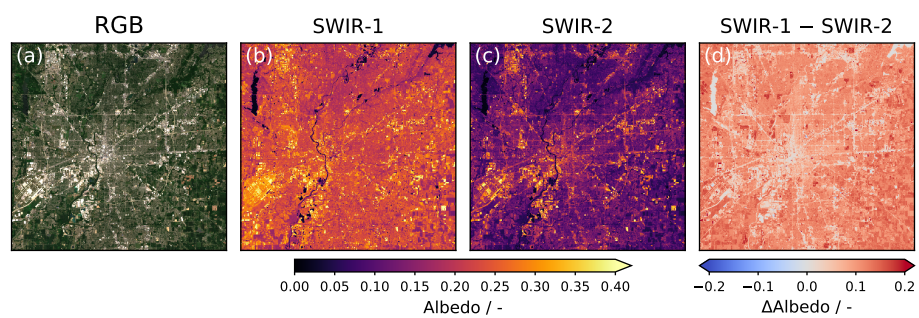 RGB SWIR-1 SWIR-2 SWIR-1 − SWIR-2
(a) (b) (c) (d)
0.00 0.05 0.10 0.15 0.20 0.25 0.30 0.35 0.40 −0.2 −0.1 0.0 0.1 0.2
Albedo / - ΔAlbedo / -